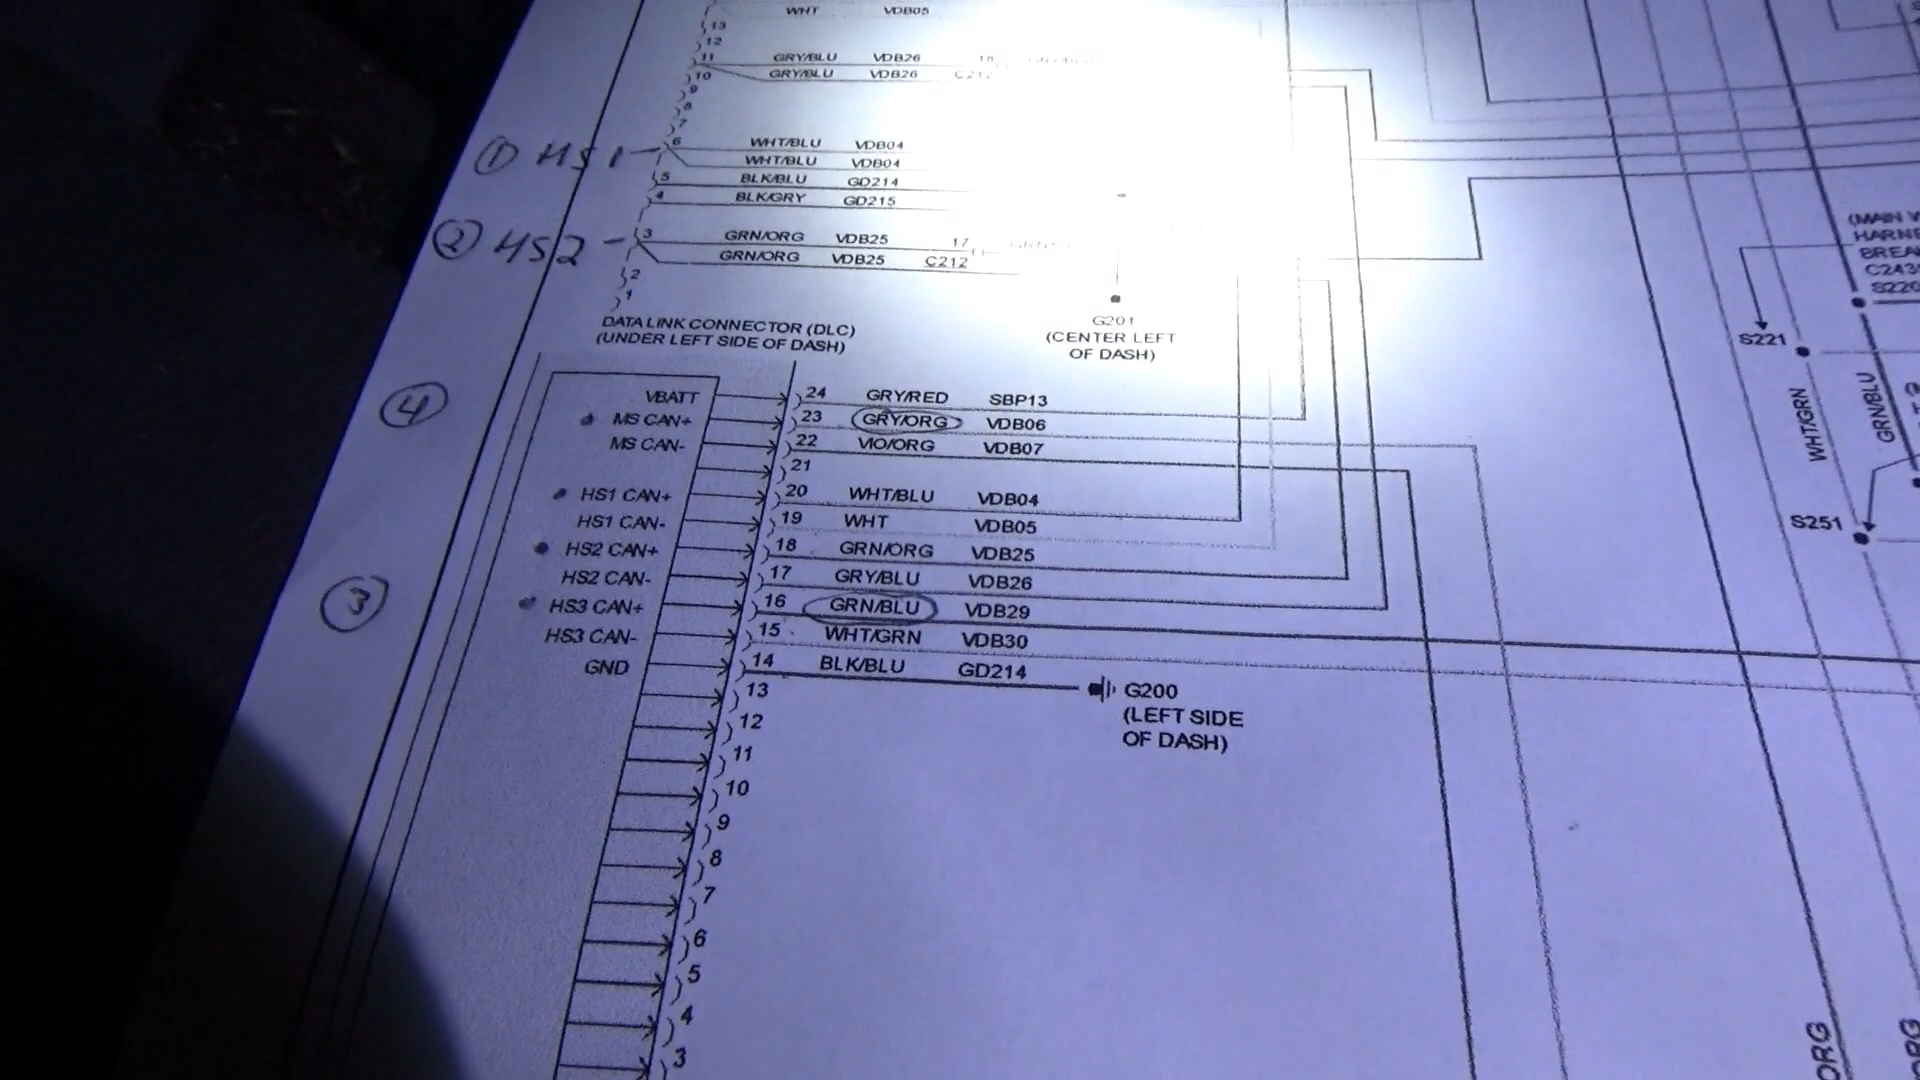 WHT VDB05
13
12
11 GRY/BLU VDB26
10 GRY/BLU VDB26 C212
9
8
7
① HS1 6 WHT/BLU VDB04
WHT/BLU VDB04
5 BLK/BLU GD214
4 BLK/GRY GD215
② HS2 3 GRN/ORG VDB25 17
GRN/ORG VDB25 C212
2
1
DATA LINK CONNECTOR (DLC)
(UNDER LEFT SIDE OF DASH)
G201
(CENTER LEFT
OF DASH)
(MAIN
BREA
C243
S220
S221
WHT/GRN
GRN/BLU
S251
④
③
VBATT 24 GRY/RED SBP13
MS CAN+ 23 GRY/ORG VDB06
MS CAN- 22 VIO/ORG VDB07
21
HS1 CAN+ 20 WHT/BLU VDB04
HS1 CAN- 19 WHT VDB05
HS2 CAN+ 18 GRN/ORG VDB25
HS2 CAN- 17 GRY/BLU VDB26
HS3 CAN+ 16 GRN/BLU VDB29
HS3 CAN- 15 WHT/GRN VDB30
GND 14 BLK/BLU GD214
G200
(LEFT SIDE
OF DASH)
13
12
11
10
9
8
7
6
5
4
3
ORG
ORG